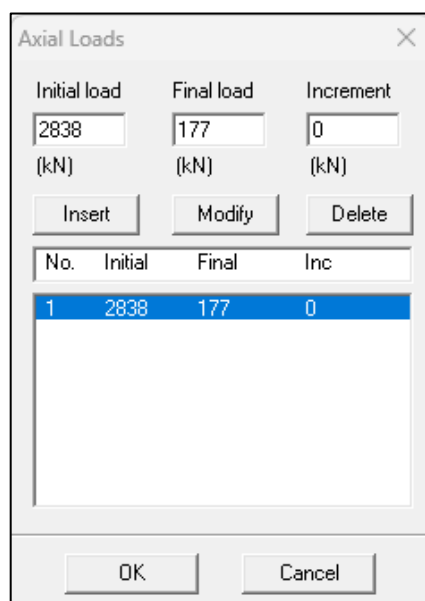 Axial Loads
Initial load Final load Increment
2838 177 0
(kN) (kN) (kN)
Insert Modify Delete
No. Initial Final Inc
1 2838 177 0
OK Cancel